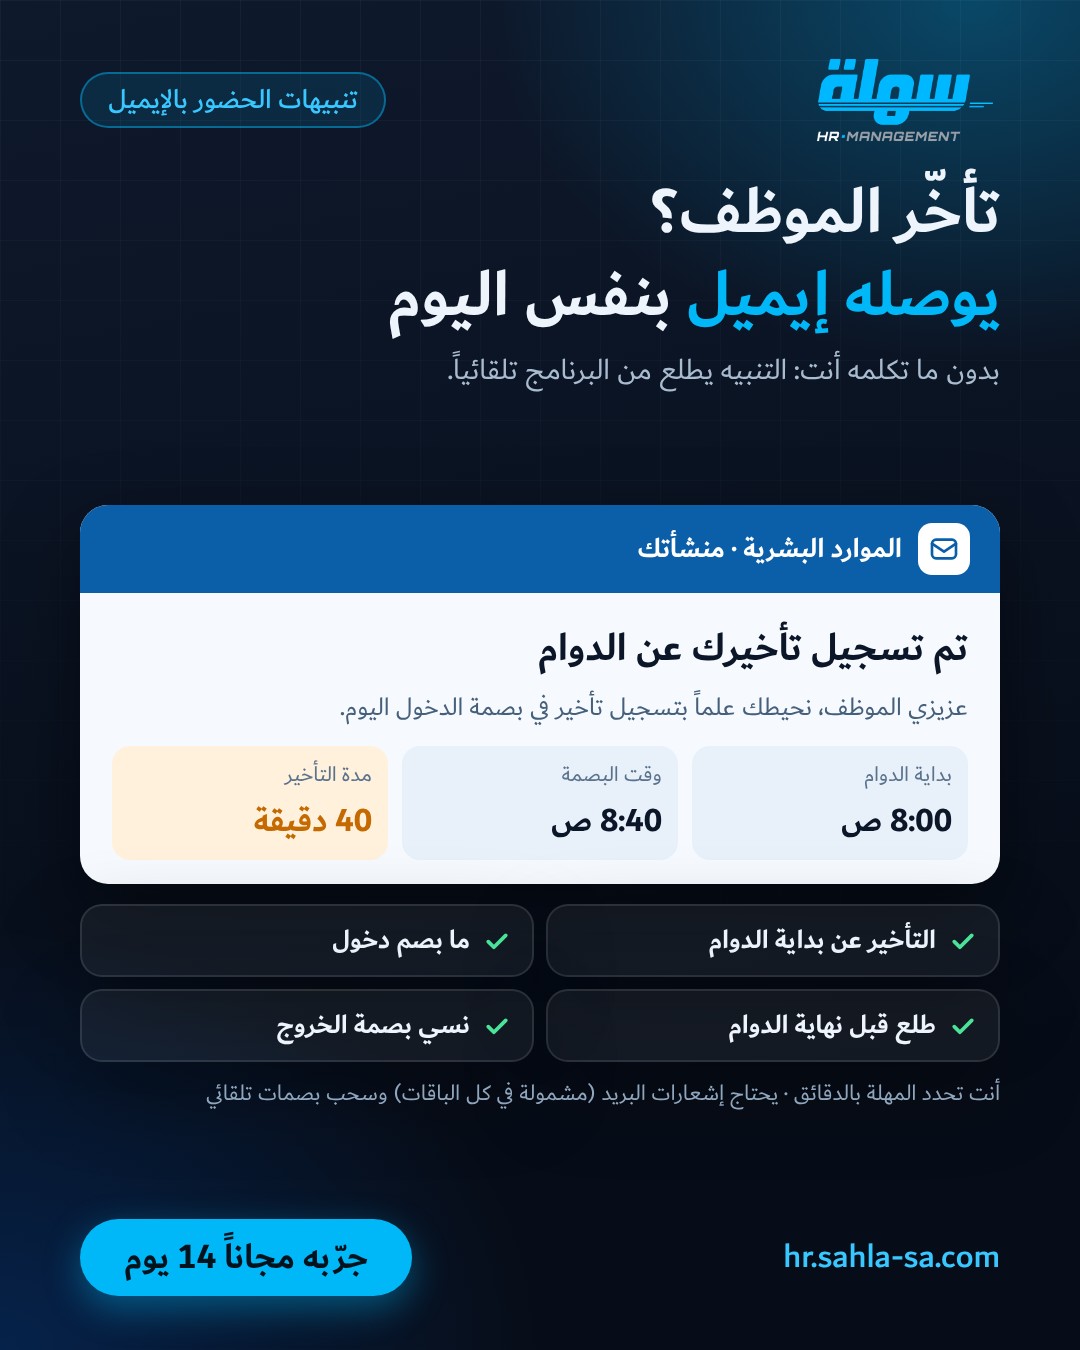 سهلة
HR·MANAGEMENT
تنبيهات الحضور بالإيميل
تأخّر الموظف؟
يوصله إيميل بنفس اليوم
بدون ما تكلمه أنت: التنبيه يطلع من البرنامج تلقائياً.
الموارد البشرية · منشأتك
تم تسجيل تأخيرك عن الدوام
عزيزي الموظف، نحيطك علماً بتسجيل تأخير في بصمة الدخول اليوم.
بداية الدوام
8:00 ص
وقت البصمة
8:40 ص
مدة التأخير
40 دقيقة
التأخير عن بداية الدوام
ما بصم دخول
طلع قبل نهاية الدوام
نسي بصمة الخروج
أنت تحدد المهلة بالدقائق · يحتاج إشعارات البريد (مشمولة في كل الباقات) وسحب بصمات تلقائي
hr.sahla-sa.com
جرّبه مجاناً 14 يوم